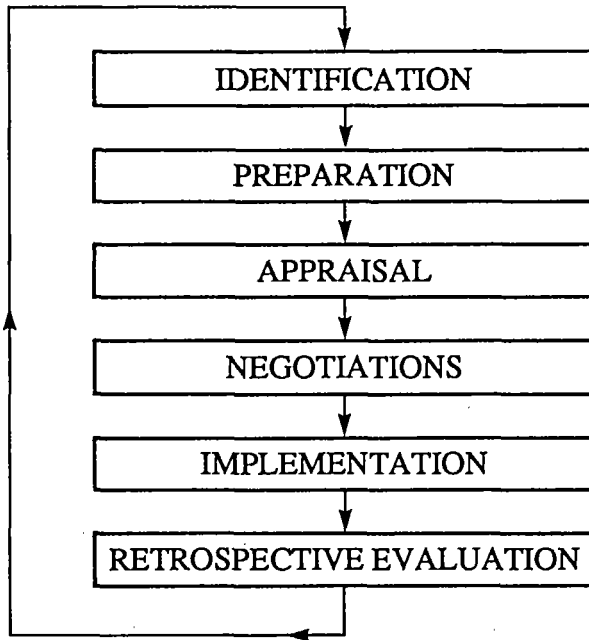 IDENTIFICATION
PREPARATION
APPRAISAL
NEGOTIATIONS
IMPLEMENTATION
RETROSPECTIVE EVALUATION